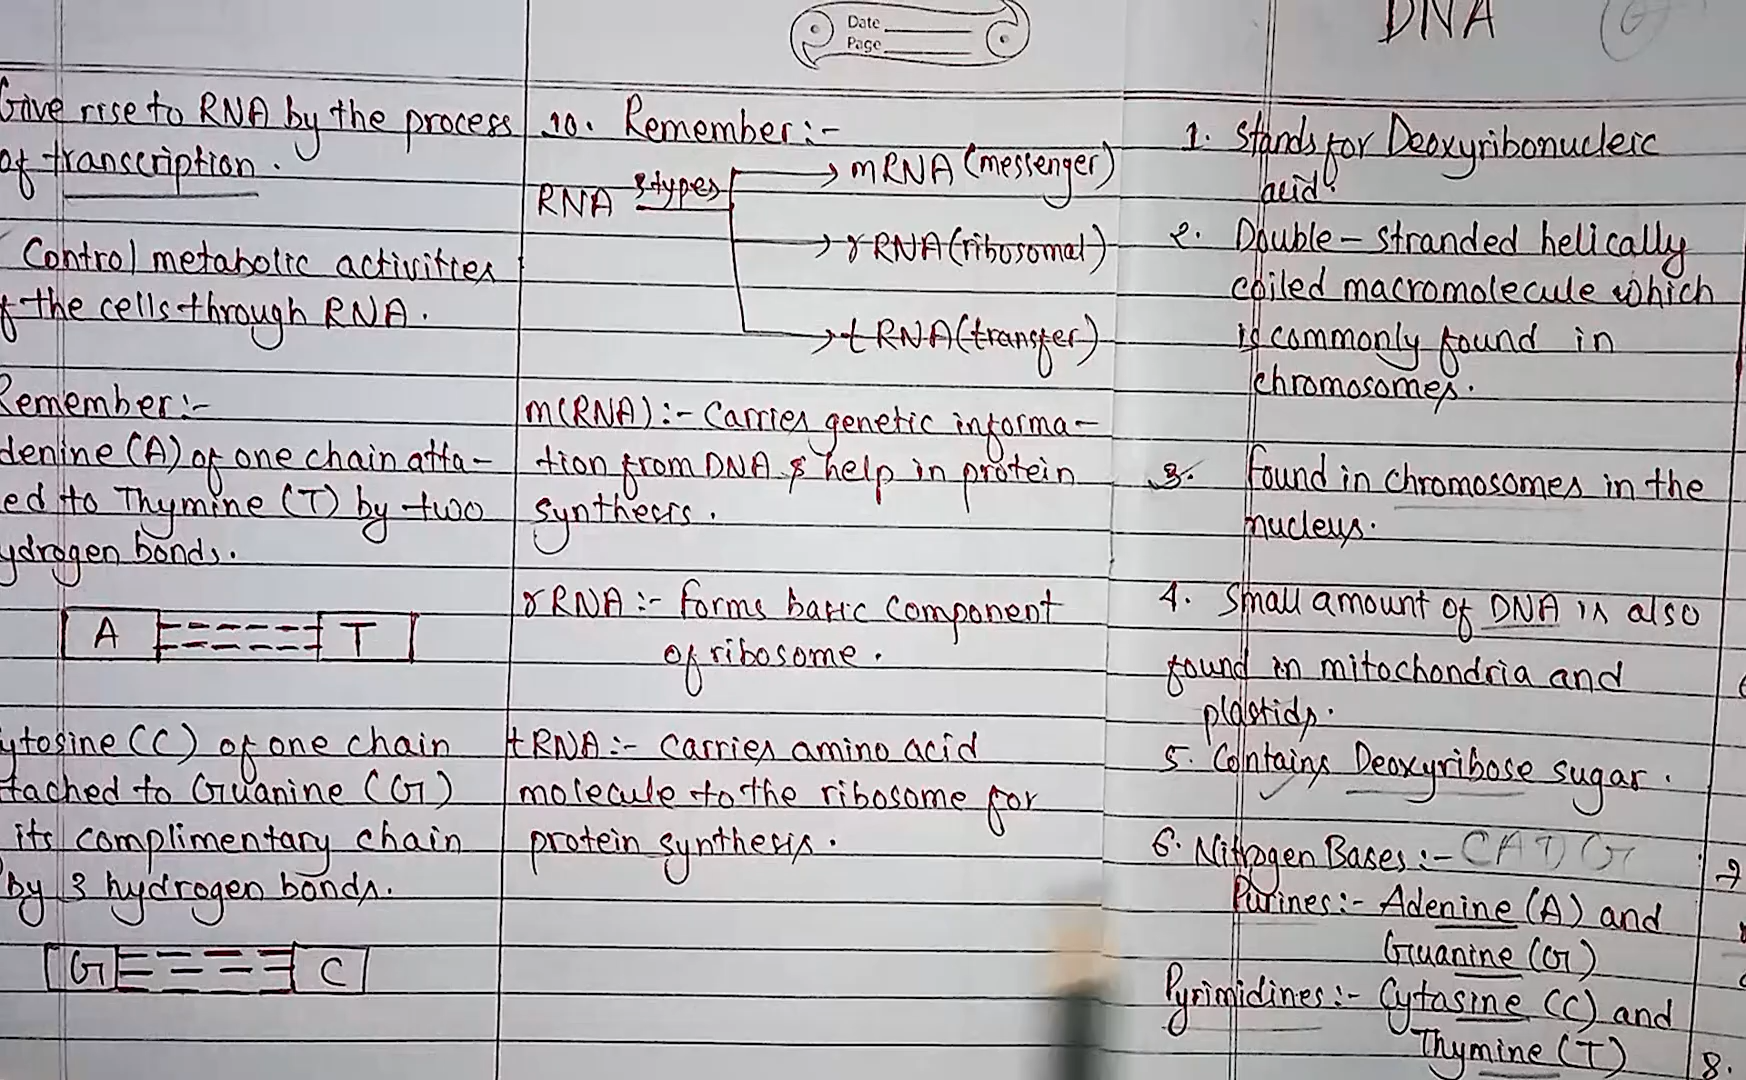 Date
Page
Give rise to RNA by the process
of transcription.
Control metabolic activities
f the cells through RNA.
Remember:-
denine (A) of one chain atta-
ed to Thymine (T) by two
ydrogen bonds.
A T
ytosine (C) of one chain
tached to Guanine (G)
its complimentary chain
by 3 hydrogen bonds.
G C
10. Remember:-
RNA 3 types
mRNA (messenger)
rRNA (ribosomal)
tRNA (transfer)
m(RNA):- Carries genetic informa-
tion from DNA & help in protein
synthesis.
rRNA:- forms basic component
of ribosome.
tRNA:- carries amino acid
molecule to the ribosome for
protein synthesis.
DNA
1. Stands for Deoxyribonucleic
acid.
2. Double-stranded helically
coiled macromolecule which
is commonly found in
chromosomes.
3. found in chromosomes in the
nucleus.
4. Small amount of DNA is also
found in mitochondria and
plastids.
5. Contains Deoxyribose sugar.
6. Nitrogen Bases:- CATG
Purines:- Adenine (A) and
Guanine (G)
Pyrimidines:- Cytasine (C) and
Thymine (T)
8.